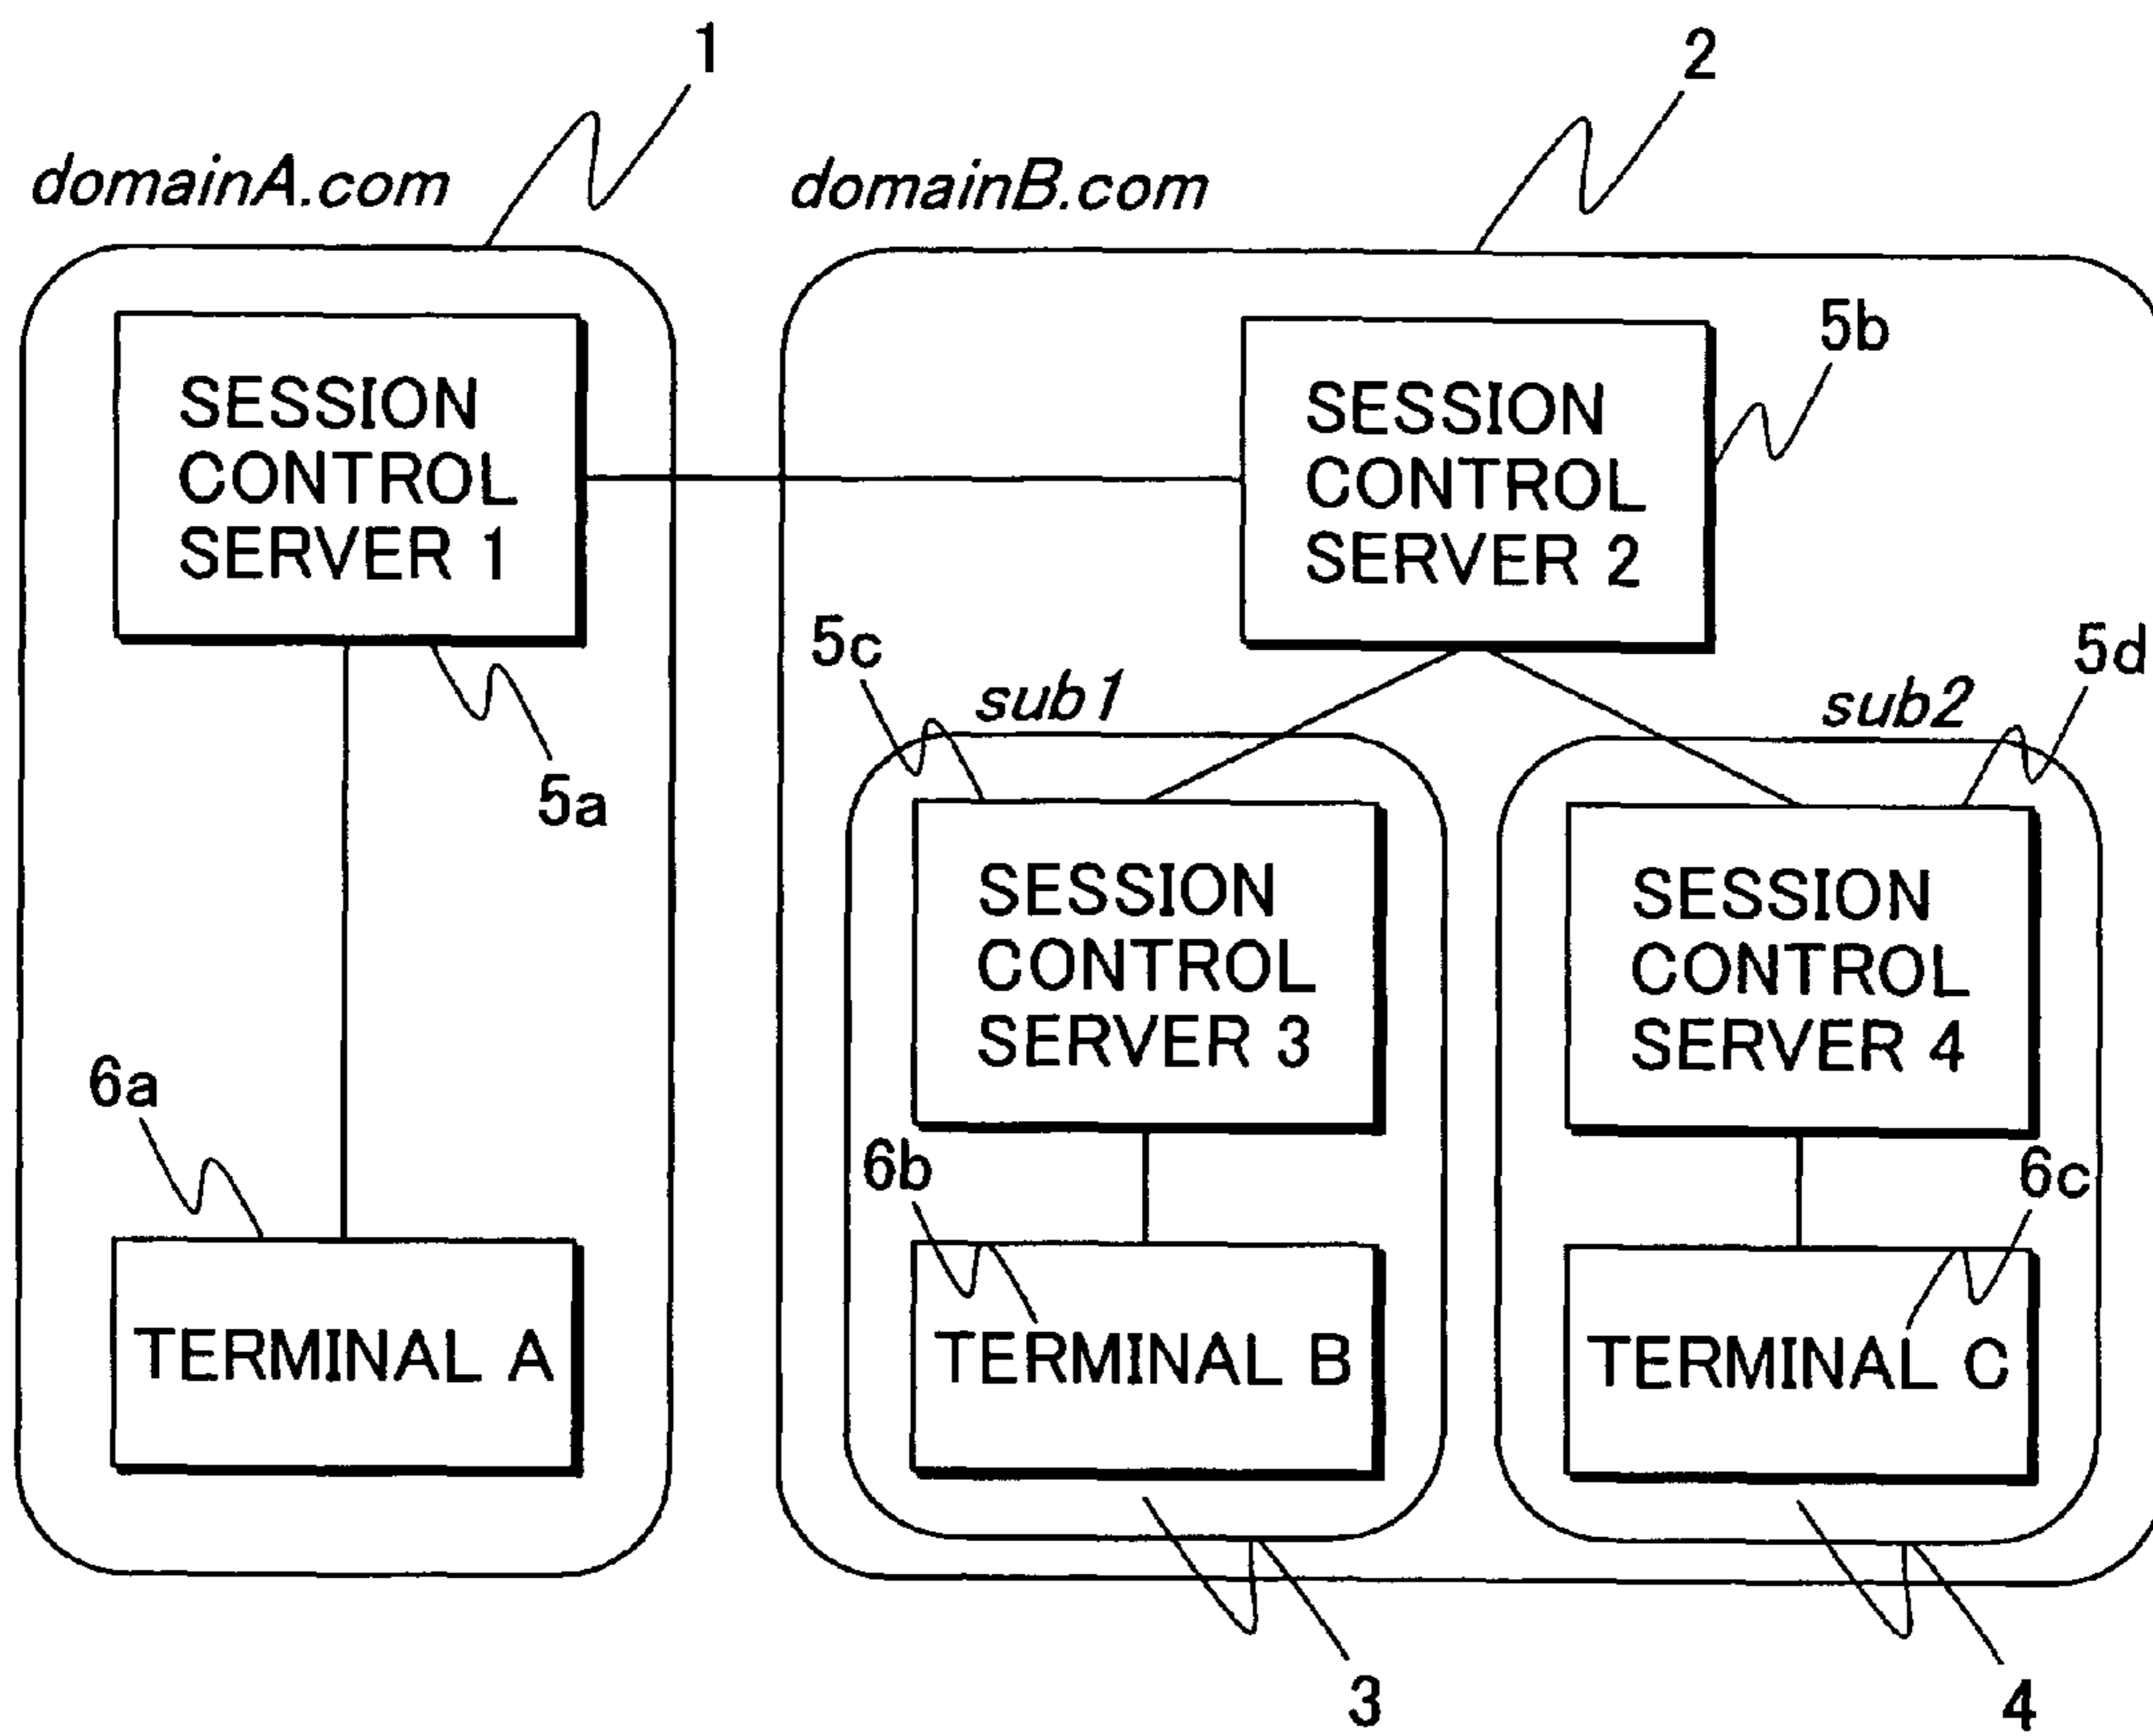 1
2
domainA.com
domainB.com
SESSION
CONTROL
SERVER 1
5b
SESSION
CONTROL
SERVER 2
5c
5d
sub1
sub2
5a
SESSION
CONTROL
SERVER 3
SESSION
CONTROL
SERVER 4
6a
6b
6c
TERMINAL A
TERMINAL B
TERMINAL C
3
4